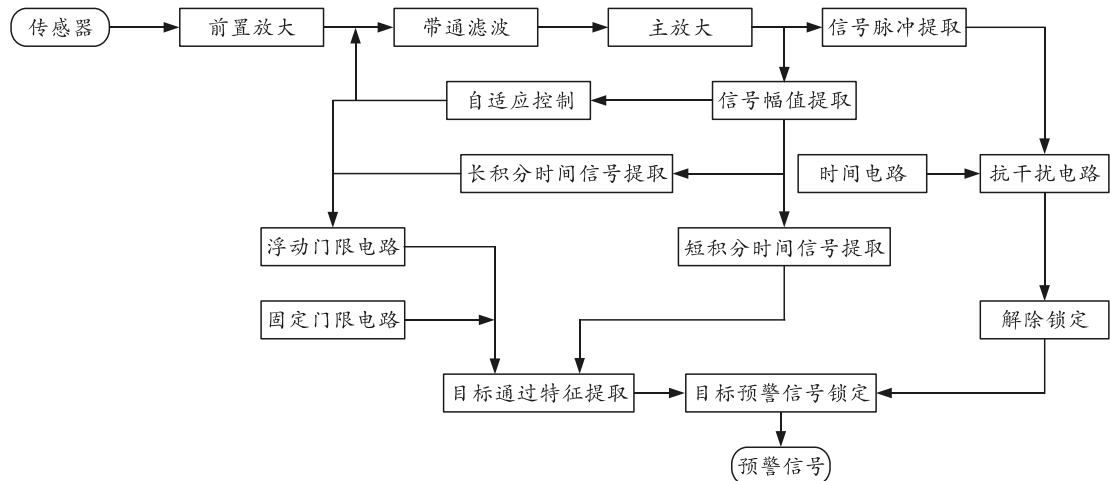 传感器
前置放大
带通滤波
主放大
信号脉冲提取
自适应控制
信号幅值提取
长积分时间信号提取
时间电路
抗干扰电路
浮动门限电路
短积分时间信号提取
固定门限电路
解除锁定
目标通过特征提取
目标预警信号锁定
预警信号